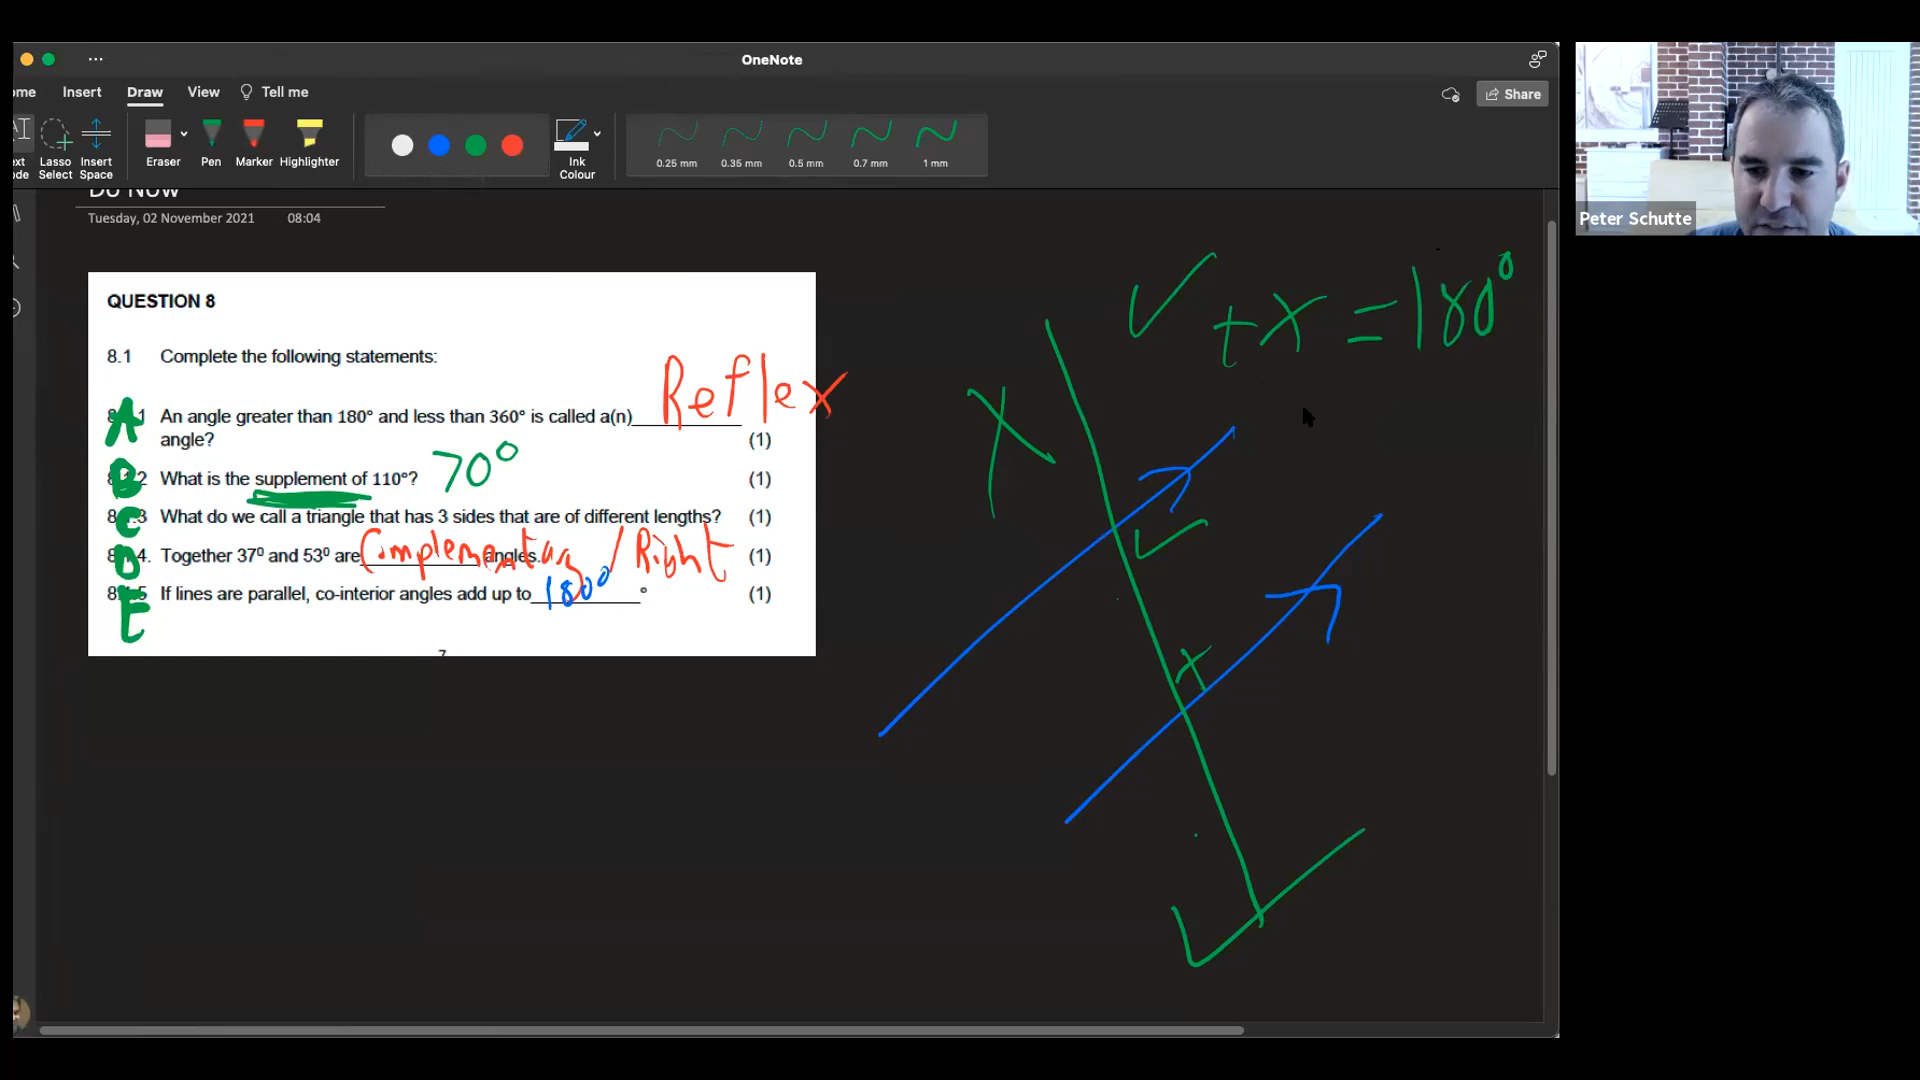 OneNote
ome Insert Draw View Tell me
Share
Lasso Select
Insert Space
Eraser
Pen
Marker
Highlighter
Ink Colour
0.25 mm 0.35 mm 0.5 mm 0.7 mm 1 mm
Do Now
Tuesday, 02 November 2021 08:04
Peter Schutte
QUESTION 8
8.1 Complete the following statements:
A An angle greater than 180° and less than 360° is called a(n) Reflex
angle? (1)
B What is the supplement of 110°? 70° (1)
C What do we call a triangle that has 3 sides that are of different lengths? (1)
D Together 37⁰ and 53⁰ are Complementary / Right angles. (1)
E If lines are parallel, co-interior angles add up to 180° ° (1)
7
✓ + x = 180°
X
✓
x